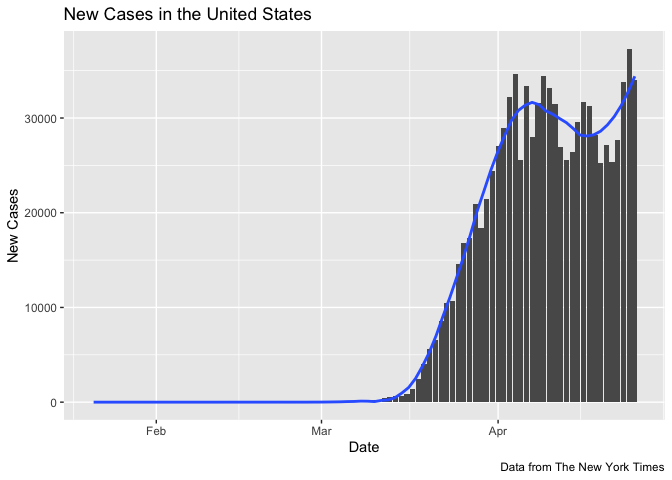 New Cases in the United States
New Cases
30000
20000
10000
0
Feb Mar Apr
Date
Data from The New York Times